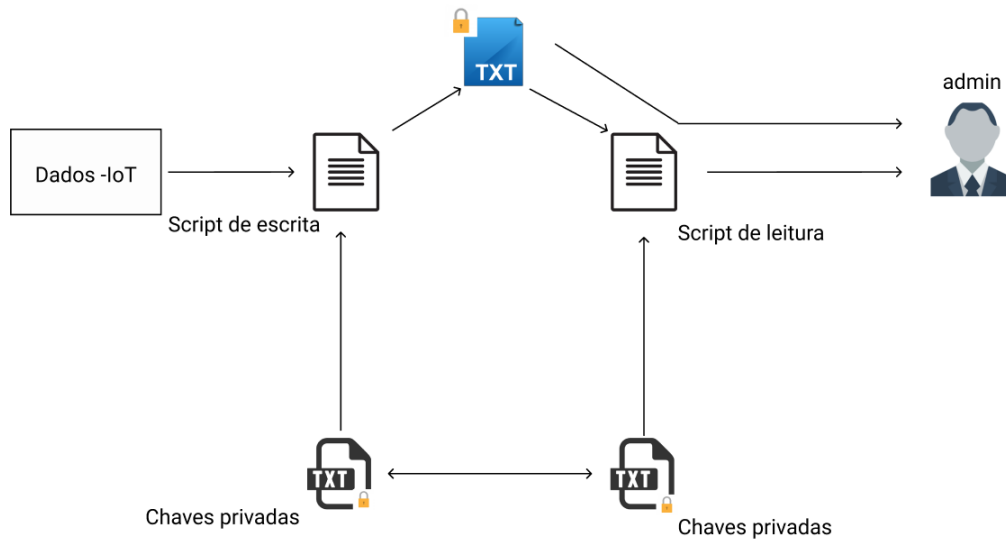 TXT
admin
Dados -IoT
Script de escrita
Script de leitura
TXT
TXT
Chaves privadas
Chaves privadas